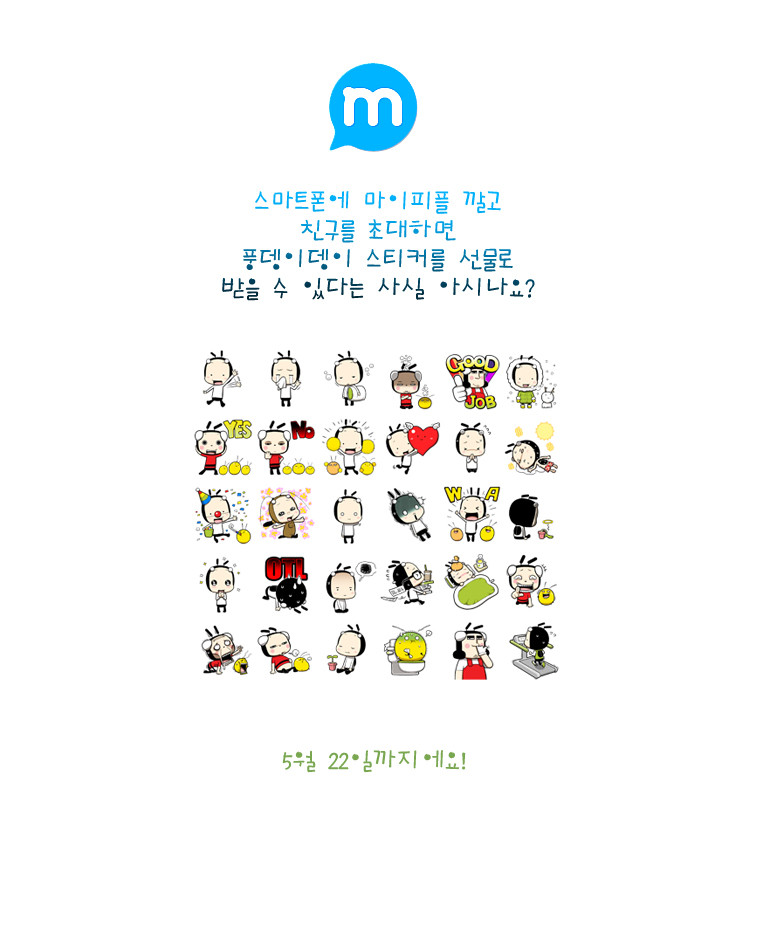 m
스마트폰에 마이피플 깔고
친구를 초대하면
풍뎅이뎅이 스티커를 선물로
받을 수 있다는 사실 아시나요?
GOOD
JOB
YES
No
WA
OTL
5월 22일까지에요!